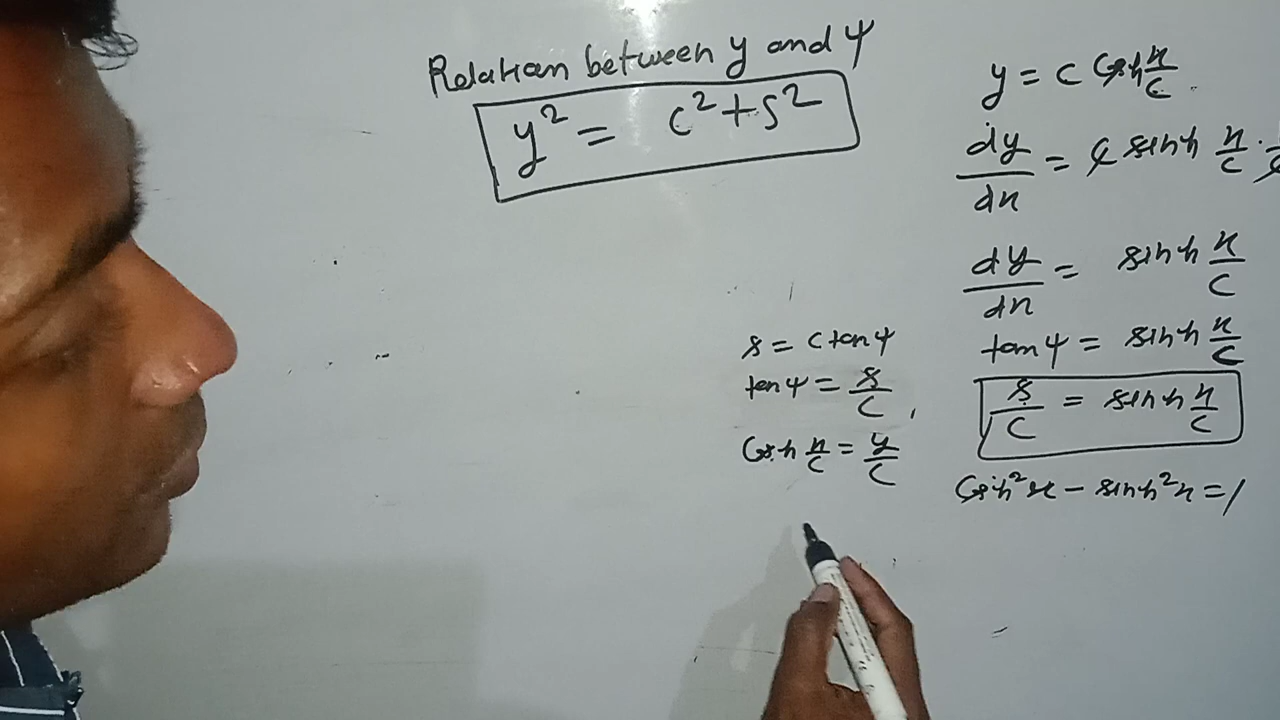 Relation between y and ψ
y² = c² + s²
y = c Cosh x/c
dy/dx = c sinh x/c ·
dy/dx = sinh x/c
tan ψ = sinh x/c
s/c = sinh x/c
Cosh²x - sinh²x = 1
s = c tan ψ
tan ψ = s/c ,
Cosh x/c = y/c